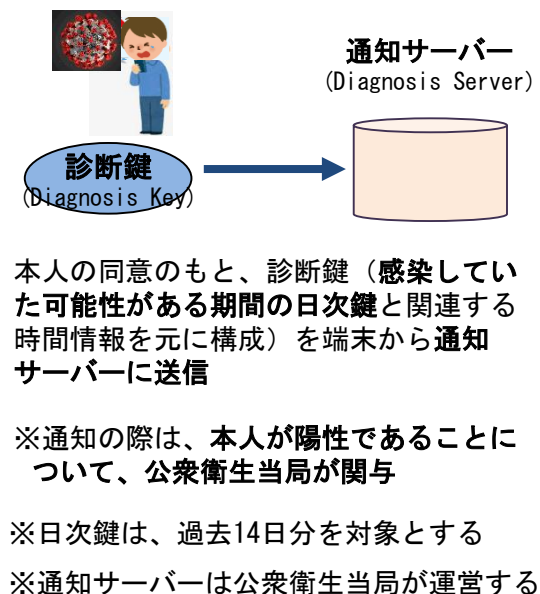 通知サーバー
(Diagnosis Server)
診断鍵
(Diagnosis Key)
本人の同意のもと、診断鍵（感染してい
た可能性がある期間の日次鍵と関連する
時間情報を元に構成）を端末から通知
サーバーに送信
※通知の際は、本人が陽性であることに
ついて、公衆衛生当局が関与
※日次鍵は、過去14日分を対象とする
※通知サーバーは公衆衛生当局が運営する